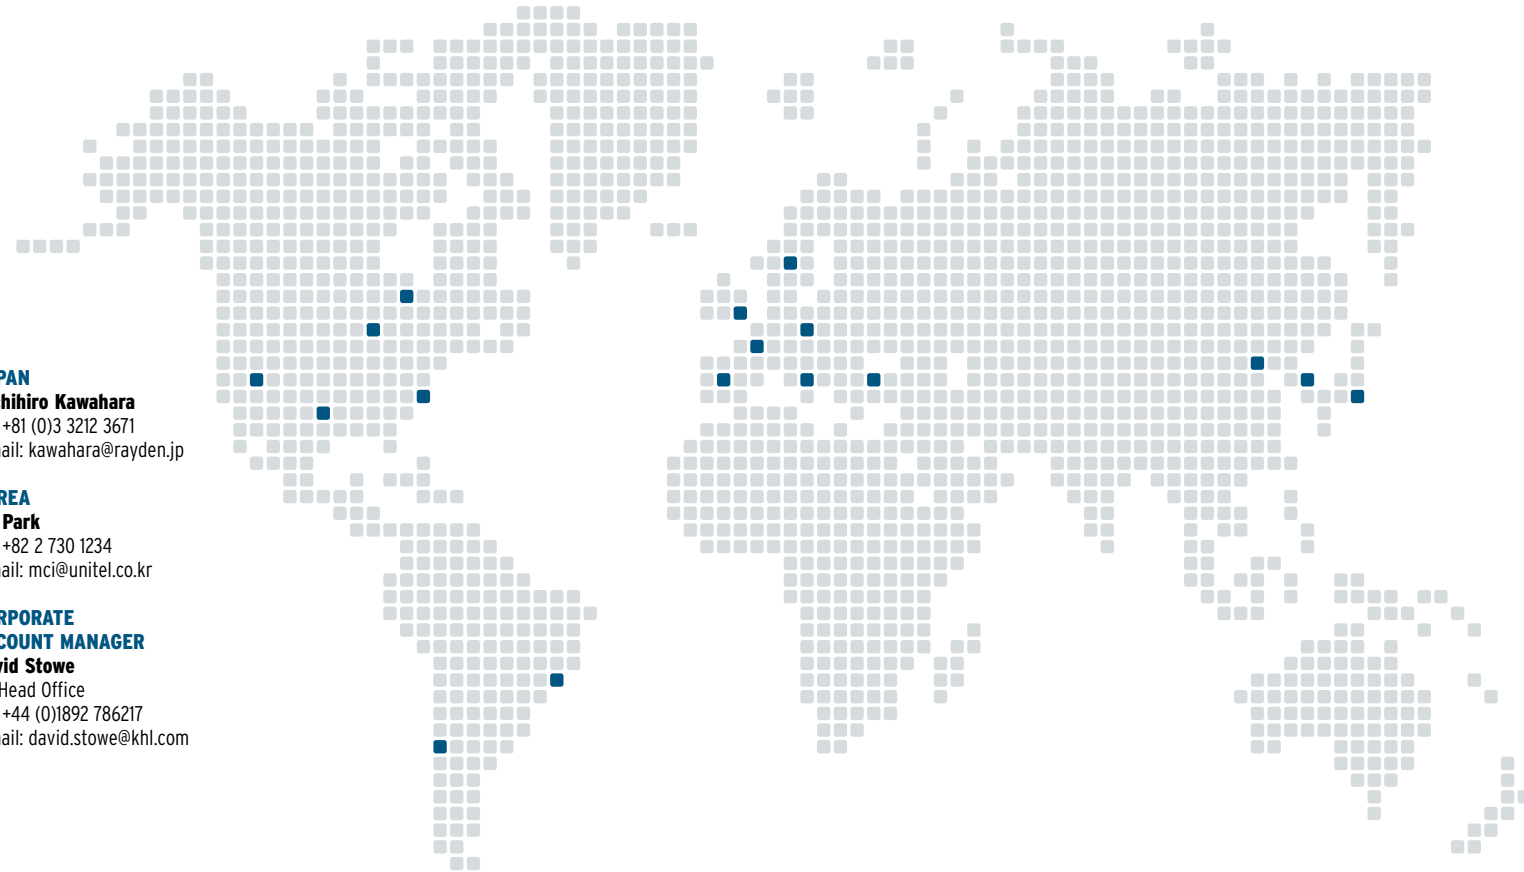 PAN
hihiro Kawahara
+81 (0)3 3212 3671
ail: kawahara@rayden.jp
REA
Park
+82 2 730 1234
ail: mci@unitel.co.kr
RPORATE
COUNT MANAGER
vid Stowe
Head Office
+44 (0)1892 786217
ail: david.stowe@khl.com